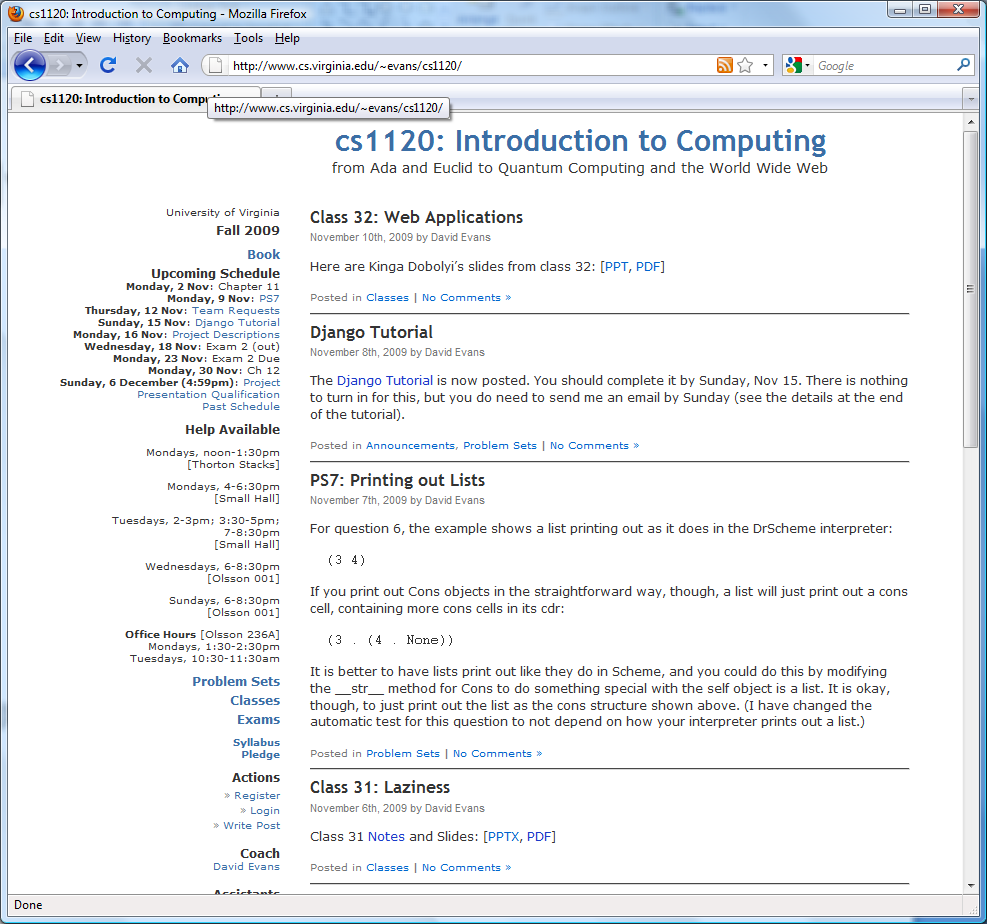 cs1120: Introduction to Computing - Mozilla Firefox
File Edit View History Bookmarks Tools Help
http://www.cs.virginia.edu/~evans/cs1120/
Google
cs1120: Introduction to
http://www.cs.virginia.edu/~evans/cs1120/
cs1120: Introduction to Computing
from Ada and Euclid to Quantum Computing and the World Wide Web
University of Virginia
Fall 2009
Book
Upcoming Schedule
Monday, 2 Nov: Chapter 11
Monday, 9 Nov: PS7
Thursday, 12 Nov: Team Requests
Sunday, 15 Nov: Django Tutorial
Monday, 16 Nov: Project Descriptions
Wednesday, 18 Nov: Exam 2 (out)
Monday, 23 Nov: Exam 2 Due
Monday, 30 Nov: Ch 12
Sunday, 6 December (4:59pm): Project
Presentation Qualification
Past Schedule
Help Available
Mondays, noon-1:30pm
[Thorton Stacks]
Mondays, 4-6:30pm
[Small Hall]
Tuesdays, 2-3pm; 3:30-5pm;
7-8:30pm
[Small Hall]
Wednesdays, 6-8:30pm
[Olsson 001]
Sundays, 6-8:30pm
[Olsson 001]
Office Hours [Olsson 236A]
Mondays, 1:30-2:30pm
Tuesdays, 10:30-11:30am
Problem Sets
Classes
Exams
Syllabus
Pledge
Actions
» Register
» Login
» Write Post
Coach
David Evans
Class 32: Web Applications
November 10th, 2009 by David Evans
Here are Kinga Dobolyi's slides from class 32: [PPT, PDF]
Posted in Classes | No Comments »
Django Tutorial
November 8th, 2009 by David Evans
The Django Tutorial is now posted. You should complete it by Sunday, Nov 15. There is nothing
to turn in for this, but you do need to send me an email by Sunday (see the details at the end
of the tutorial).
Posted in Announcements, Problem Sets | No Comments »
PS7: Printing out Lists
November 7th, 2009 by David Evans
For question 6, the example shows a list printing out as it does in the DrScheme interpreter:
(3 4)
If you print out Cons objects in the straightforward way, though, a list will just print out a cons
cell, containing more cons cells in its cdr:
(3 . (4 . None))
It is better to have lists print out like they do in Scheme, and you could do this by modifying
the __str__ method for Cons to do something special with the self object is a list. It is okay,
though, to just print out the list as the cons structure shown above. (I have changed the
automatic test for this question to not depend on how your interpreter prints out a list.)
Posted in Problem Sets | No Comments »
Class 31: Laziness
November 6th, 2009 by David Evans
Class 31 Notes and Slides: [PPTX, PDF]
Posted in Classes | No Comments »
Done